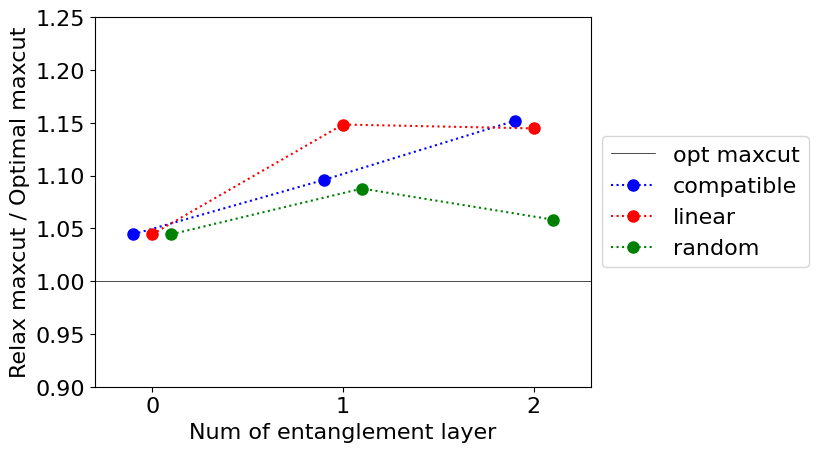 Relax maxcut / Optimal maxcut
1.25
1.20
1.15
1.10
1.05
1.00
0.95
0.90
0 1 2
Num of entanglement layer
opt maxcut
compatible
linear
random